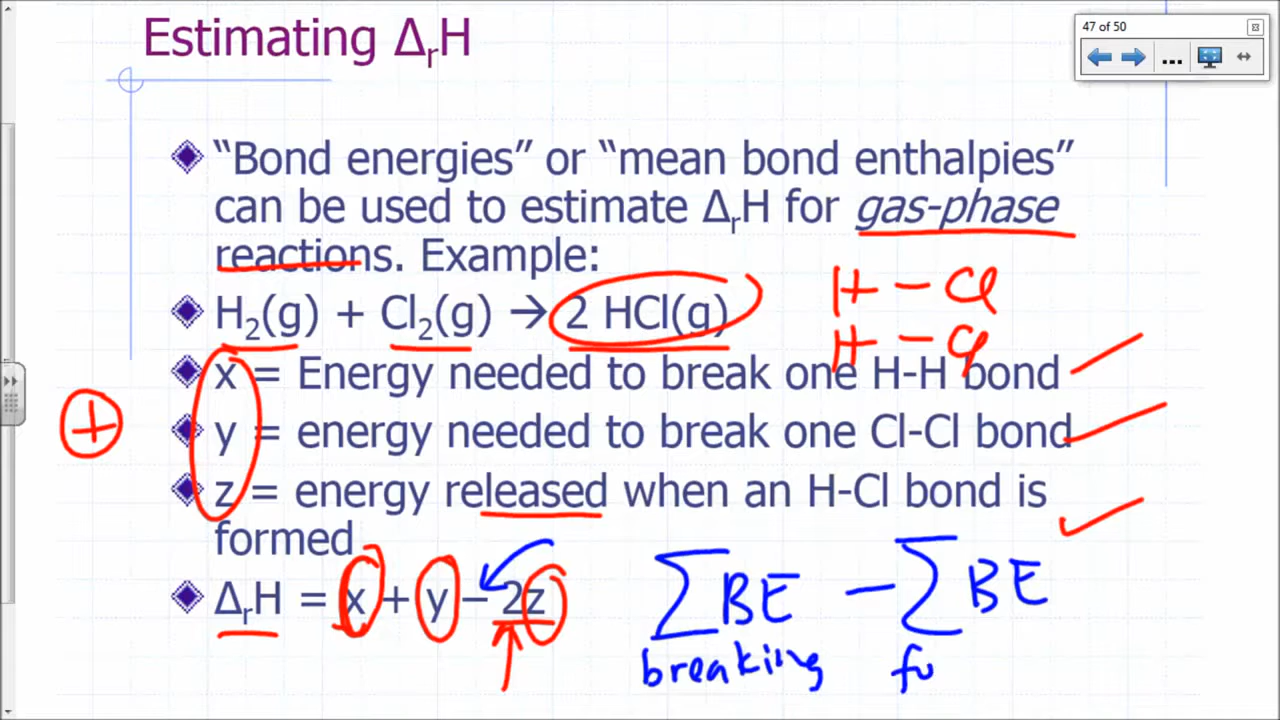 Estimating ΔrH
47 of 50
"Bond energies" or "mean bond enthalpies"
can be used to estimate ΔrH for gas-phase
reactions. Example:
H2(g) + Cl2(g) → 2 HCl(g)
H - Cl
H - Cl
x = Energy needed to break one H-H bond
+
y = energy needed to break one Cl-Cl bond
z = energy released when an H-Cl bond is
formed
ΔrH = x + y - 2z
∑ BE - ∑ BE
breaking fo